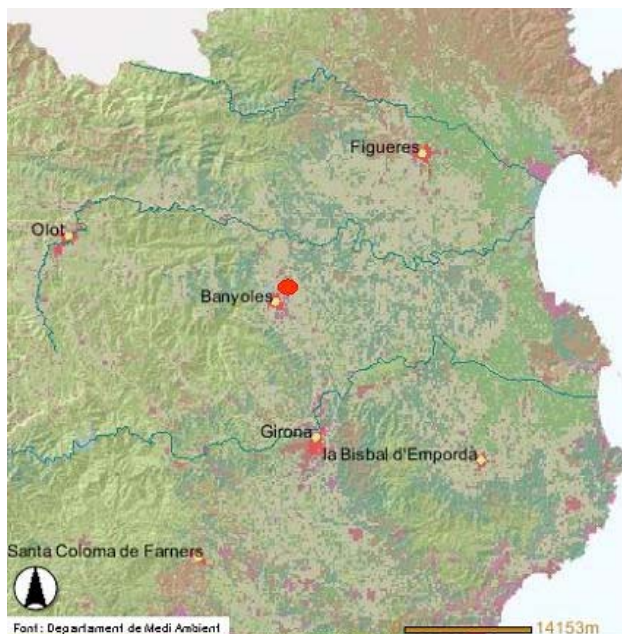 Figueres
Olot
Banyoles
Girona
la Bisbal d'Empordà
Santa Coloma de Farners
Font: Departament de Medi Ambient
14153m